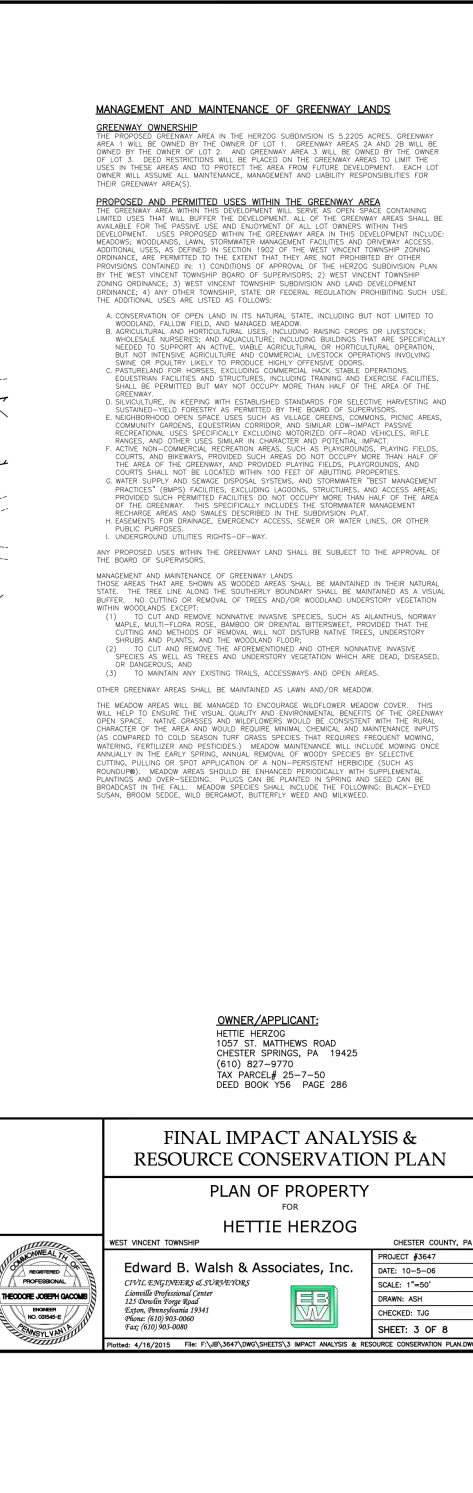 MANAGEMENT AND MAINTENANCE OF GREENWAY LANDS
GREENWAY OWNERSHIP
THE PROPOSED GREENWAY AREA IN THE HERZOG SUBDIVISION IS 5.2205 ACRES. GREENWAY
AREA 1 WILL BE OWNED BY THE OWNER OF LOT 1. GREENWAY AREAS 2A AND 2B WILL BE
OWNED BY THE OWNER OF LOT 2. AND GREENWAY AREA 3 WILL BE OWNED BY THE OWNER
OF LOT 3. DEED RESTRICTIONS WILL BE PLACED ON THE GREENWAY AREAS TO LIMIT THE
USES IN THESE AREAS AND TO PROTECT THE AREA FROM FUTURE DEVELOPMENT. EACH LOT
OWNER WILL ASSUME ALL MAINTENANCE, MANAGEMENT AND LIABILITY RESPONSIBILITIES FOR
THEIR GREENWAY AREA(S).
PROPOSED AND PERMITTED USES WITHIN THE GREENWAY AREA
THE GREENWAY AREA WITHIN THIS DEVELOPMENT WILL SERVE AS OPEN SPACE CONTAINING
LIMITED USES THAT WILL BUFFER THE DEVELOPMENT. ALL OF THE GREENWAY AREAS SHALL BE
AVAILABLE FOR THE PASSIVE USE AND ENJOYMENT OF ALL LOT OWNERS WITHIN THIS
DEVELOPMENT. USES PROPOSED WITHIN THE GREENWAY AREA IN THIS DEVELOPMENT INCLUDE:
MEADOWS; WOODLANDS, LAWN, STORMWATER MANAGEMENT FACILITIES AND DRIVEWAY ACCESS.
ADDITIONAL USES, AS DEFINED IN SECTION 1902 OF THE WEST VINCENT TOWNSHIP ZONING
ORDINANCE, ARE PERMITTED TO THE EXTENT THAT THEY ARE NOT PROHIBITED BY OTHER
PROVISIONS CONTAINED IN: 1) CONDITIONS OF APPROVAL OF THE HERZOG SUBDIVISION PLAN
BY THE WEST VINCENT TOWNSHIP BOARD OF SUPERVISORS; 2) WEST VINCENT TOWNSHIP
ZONING ORDINANCE; 3) WEST VINCENT TOWNSHIP SUBDIVISION AND LAND DEVELOPMENT
ORDINANCE; 4) ANY OTHER TOWNSHIP, STATE OR FEDERAL REGULATION PROHIBITING SUCH USE.
THE ADDITIONAL USES ARE LISTED AS FOLLOWS:
A. CONSERVATION OF OPEN LAND IN ITS NATURAL STATE, INCLUDING BUT NOT LIMITED TO
WOODLAND, FALLOW FIELD, AND MANAGED MEADOW.
B. AGRICULTURAL AND HORTICULTURAL USES, INCLUDING RAISING CROPS OR LIVESTOCK;
WHOLESALE NURSERIES; AND AQUACULTURE; INCLUDING BUILDINGS THAT ARE SPECIFICALLY
NEEDED TO SUPPORT AN ACTIVE, VIABLE AGRICULTURAL OR HORTICULTURAL OPERATION,
BUT NOT INTENSIVE AGRICULTURE AND COMMERCIAL LIVESTOCK OPERATIONS INVOLVING
SWINE OR POULTRY LIKELY TO PRODUCE HIGHLY OFFENSIVE ODORS.
C. PASTURELAND FOR HORSES, EXCLUDING COMMERCIAL HACK STABLE OPERATIONS.
EQUESTRIAN FACILITIES AND STRUCTURES, INCLUDING TRAINING AND EXERCISE FACILITIES,
SHALL BE PERMITTED BUT MAY NOT OCCUPY MORE THAN HALF OF THE AREA OF THE
GREENWAY.
D. SILVICULTURE, IN KEEPING WITH ESTABLISHED STANDARDS FOR SELECTIVE HARVESTING AND
SUSTAINED-YIELD FORESTRY AS PERMITTED BY THE BOARD OF SUPERVISORS.
E. NEIGHBORHOOD OPEN SPACE USES SUCH AS VILLAGE GREENS, COMMONS, PICNIC AREAS,
COMMUNITY GARDENS, EQUESTRIAN CORRIDOR, AND SIMILAR LOW-IMPACT PASSIVE
RECREATIONAL USES SPECIFICALLY EXCLUDING MOTORIZED OFF-ROAD VEHICLES, RIFLE
RANGES, AND OTHER USES SIMILAR IN CHARACTER AND POTENTIAL IMPACT.
F. ACTIVE NON-COMMERCIAL RECREATION AREAS, SUCH AS PLAYGROUNDS, PLAYING FIELDS,
COURTS, AND BIKEWAYS, PROVIDED SUCH AREAS DO NOT OCCUPY MORE THAN HALF OF
THE AREA OF THE GREENWAY, AND PROVIDED PLAYING FIELDS, PLAYGROUNDS, AND
COURTS SHALL NOT BE LOCATED WITHIN 100 FEET OF ABUTTING PROPERTIES.
G. WATER SUPPLY AND SEWAGE DISPOSAL SYSTEMS, AND STORMWATER "BEST MANAGEMENT
PRACTICES" (BMPS) FACILITIES; EXCLUDING LAGOONS, STRUCTURES, AND ACCESS AREAS;
PROVIDED SUCH PERMITTED FACILITIES DO NOT OCCUPY MORE THAN HALF OF THE AREA
OF THE GREENWAY. THIS SPECIFICALLY INCLUDES THE STORMWATER MANAGEMENT
RECHARGE AREAS AND SWALES DESCRIBED IN THE SUBDIVISION PLAT.
H. EASEMENTS FOR DRAINAGE, EMERGENCY ACCESS, SEWER OR WATER LINES, OR OTHER
PUBLIC PURPOSES.
I. UNDERGROUND UTILITIES RIGHTS-OF-WAY.
ANY PROPOSED USES WITHIN THE GREENWAY LAND SHALL BE SUBJECT TO THE APPROVAL OF
THE BOARD OF SUPERVISORS.
MANAGEMENT AND MAINTENANCE OF GREENWAY LANDS
THOSE AREAS THAT ARE SHOWN AS WOODED AREAS SHALL BE MAINTAINED IN THEIR NATURAL
STATE. THE TREE LINE ALONG THE SOUTHERLY BOUNDARY SHALL BE MAINTAINED AS A VISUAL
BUFFER. NO CUTTING OR REMOVAL OF TREES AND/OR WOODLAND UNDERSTORY VEGETATION
WITHIN WOODLANDS EXCEPT:
(1) TO CUT AND REMOVE NONNATIVE INVASIVE SPECIES, SUCH AS AILANTHUS, NORWAY
MAPLE, MULTI-FLORA ROSE, BAMBOO OR ORIENTAL BITTERSWEET, PROVIDED THAT THE
CUTTING AND METHODS OF REMOVAL WILL NOT DISTURB NATIVE TREES, UNDERSTORY
SHRUBS AND PLANTS, AND THE WOODLAND FLOOR;
(2) TO CUT AND REMOVE THE AFOREMENTIONED AND OTHER NONNATIVE INVASIVE
SPECIES AS WELL AS TREES AND UNDERSTORY VEGETATION WHICH ARE DEAD, DISEASED,
OR DANGEROUS; AND
(3) TO MAINTAIN ANY EXISTING TRAILS, ACCESSWAYS AND OPEN AREAS.
OTHER GREENWAY AREAS SHALL BE MAINTAINED AS LAWN AND/OR MEADOW.
THE MEADOW AREAS WILL BE MANAGED TO ENCOURAGE WILDFLOWER MEADOW COVER. THIS
WILL HELP TO ENSURE THE VISUAL QUALITY AND ENVIRONMENTAL BENEFITS OF THE GREENWAY
OPEN SPACE. NATIVE GRASSES AND WILDFLOWERS WOULD BE CONSISTENT WITH THE RURAL
CHARACTER OF THE AREA AND WOULD REQUIRE MINIMAL CHEMICAL AND MAINTENANCE INPUTS
(AS COMPARED TO COLD SEASON TURF GRASS SPECIES THAT REQUIRES FREQUENT MOWING,
WATERING, FERTILIZER AND PESTICIDES.) MEADOW MAINTENANCE WILL INCLUDE MOWING ONCE
ANNUALLY IN THE EARLY SPRING, ANNUAL REMOVAL OF WOODY SPECIES BY SELECTIVE
CUTTING, PULLING OR SPOT APPLICATION OF A NON-PERSISTENT HERBICIDE (SUCH AS
ROUNDUP®). MEADOW AREAS SHOULD BE ENHANCED PERIODICALLY WITH SUPPLEMENTAL
PLANTINGS AND OVER-SEEDING. PLUGS CAN BE PLANTED IN SPRING AND SEED CAN BE
BROADCAST IN THE FALL. MEADOW SPECIES SHALL INCLUDE THE FOLLOWING: BLACK-EYED
SUSAN, BROOM SEDGE, WILD BERGAMOT, BUTTERFLY WEED AND MILKWEED.
OWNER/APPLICANT:
HETTIE HERZOG
1057 ST. MATTHEWS ROAD
CHESTER SPRINGS, PA 19425
(610) 827-9770
TAX PARCEL# 25-7-50
DEED BOOK Y56 PAGE 286
FINAL IMPACT ANALYSIS &
RESOURCE CONSERVATION PLAN
PLAN OF PROPERTY
FOR
HETTIE HERZOG
WEST VINCENT TOWNSHIP CHESTER COUNTY, PA
COMMONWEALTH OF
REGISTERED
PROFESSIONAL
THEODORE JOSEPH GACOMIS
ENGINEER
NO. 031545-E
PENNSYLVANIA
Edward B. Walsh & Associates, Inc.
CIVIL ENGINEERS & SURVEYORS
Lionville Professional Center
125 Dowlin Forge Road
Exton, Pennsylvania 19341
Phone: (610) 903-0060
Fax: (610) 903-0080
EBW
PROJECT #3647
DATE: 10-5-06
SCALE: 1"=50'
DRAWN: ASH
CHECKED: TJG
SHEET: 3 OF 8
Plotted: 4/16/2015 File: F:\JB\3647\DWG\SHEETS\3 IMPACT ANALYSIS & RESOURCE CONSERVATION PLAN.DW